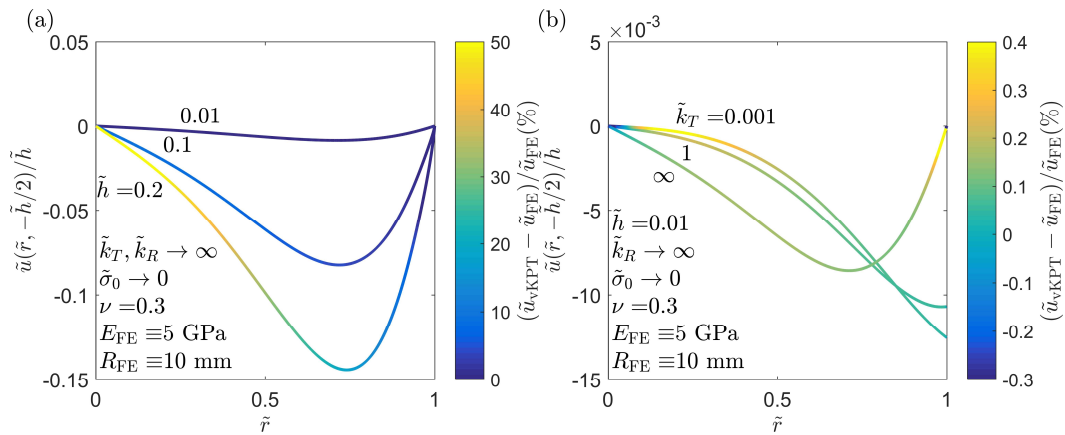 (a)
0.05
0
-0.05
-0.1
-0.15
ũ(r̃, −h̃/2))/h̃
0.01
0.1
h̃ =0.2
k̃_T, k̃_R → ∞
σ̃_0 → 0
ν =0.3
E_FE ≡5 GPa
R_FE ≡10 mm
0 0.5 1
r̃
50
40
30
20
10
0
(ũ_vKPT − ũ_FE)/ũ_FE(%)
(b)
×10^-3
5
0
-5
-10
-15
ũ(r̃, −h̃/2))/h̃
k̃_T =0.001
1
∞
h̃ =0.01
k̃_R → ∞
σ̃_0 → 0
ν =0.3
E_FE ≡5 GPa
R_FE ≡10 mm
0 0.5 1
r̃
0.4
0.3
0.2
0.1
0
-0.1
-0.2
-0.3
(ũ_vKPT − ũ_FE)/ũ_FE(%)